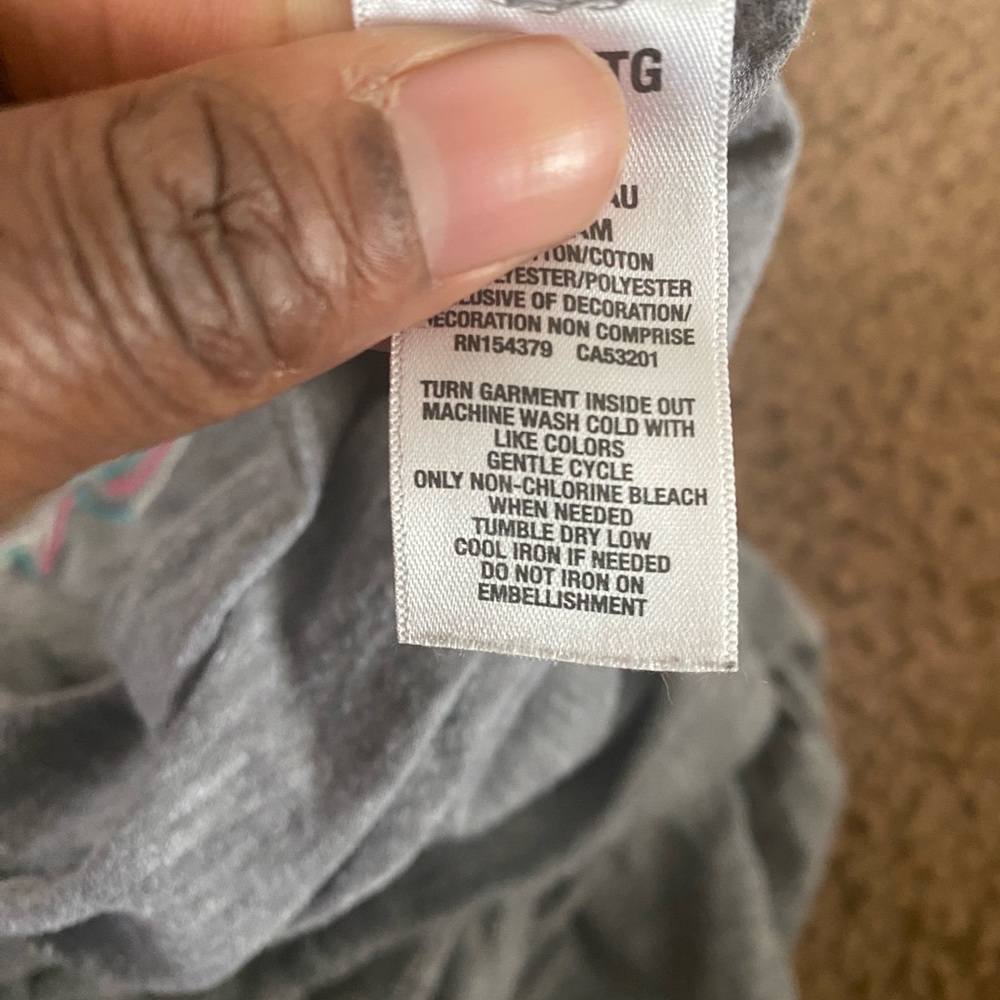 TG
AU
AM
TON/COTON
YESTER/POLYESTER
LUSIVE OF DECORATION/
ECORATION NON COMPRISE
RN154379 CA53201
TURN GARMENT INSIDE OUT
MACHINE WASH COLD WITH
LIKE COLORS
GENTLE CYCLE
ONLY NON-CHLORINE BLEACH
WHEN NEEDED
TUMBLE DRY LOW
COOL IRON IF NEEDED
DO NOT IRON ON
EMBELLISHMENT